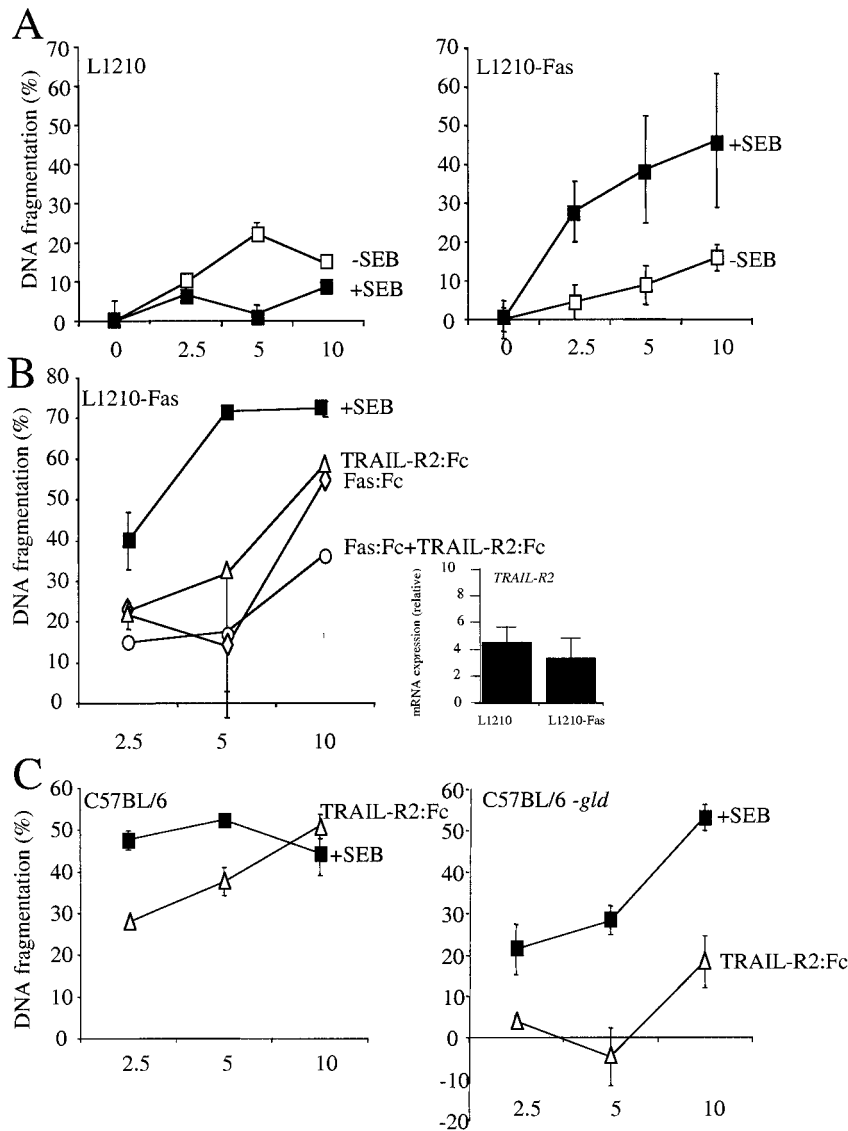 A
L1210
DNA fragmentation (%)
70
60
50
40
30
20
10
0
-SEB
+SEB
0 2.5 5 10
L1210-Fas
70
60
50
40
30
20
10
0
+SEB
-SEB
0 2.5 5 10
B
L1210-Fas
DNA fragmentation (%)
80
70
60
50
40
30
20
10
0
+SEB
TRAIL-R2:Fc
Fas:Fc
Fas:Fc+TRAIL-R2:Fc
2.5 5 10
TRAIL-R2
mRNA expression (relative)
10
8
6
4
2
0
L1210 L1210-Fas
C
C57BL/6
DNA fragmentation (%)
60
50
40
30
20
10
0
TRAIL-R2:Fc
+SEB
2.5 5 10
C57BL/6 -gld
60
50
40
30
20
10
0
-10
-20
+SEB
TRAIL-R2:Fc
2.5 5 10